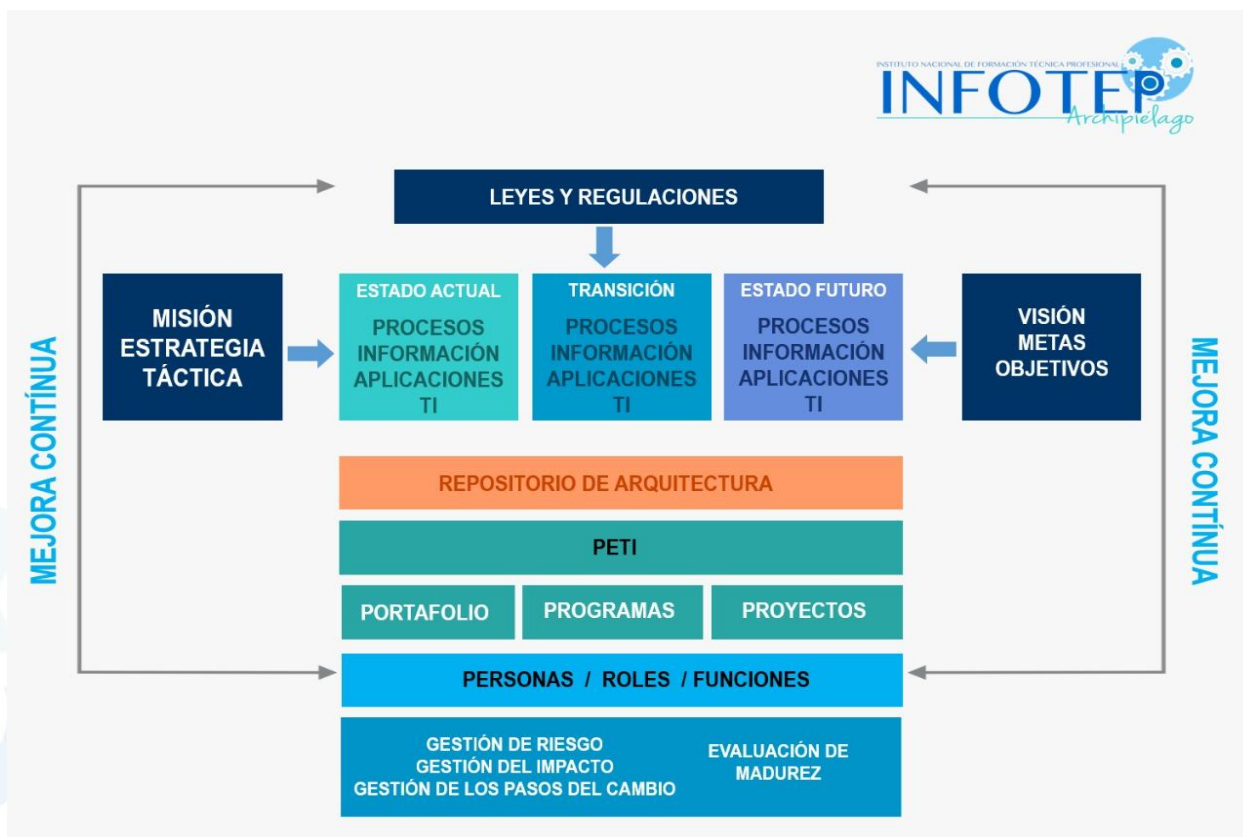 INSTITUTO NACIONAL DE FORMACIÓN TÉCNICA PROFESIONAL
INFOTEP
Archipiélago
LEYES Y REGULACIONES
MISIÓN
ESTRATEGIA
TÁCTICA
ESTADO ACTUAL
PROCESOS
INFORMACIÓN
APLICACIONES
TI
TRANSICIÓN
PROCESOS
INFORMACIÓN
APLICACIONES
TI
ESTADO FUTURO
PROCESOS
INFORMACIÓN
APLICACIONES
TI
VISIÓN
METAS
OBJETIVOS
MEJORA CONTÍNUA
MEJORA CONTÍNUA
REPOSITORIO DE ARQUITECTURA
PETI
PORTAFOLIO
PROGRAMAS
PROYECTOS
PERSONAS / ROLES / FUNCIONES
GESTIÓN DE RIESGO
GESTIÓN DEL IMPACTO
GESTIÓN DE LOS PASOS DEL CAMBIO
EVALUACIÓN DE
MADUREZ